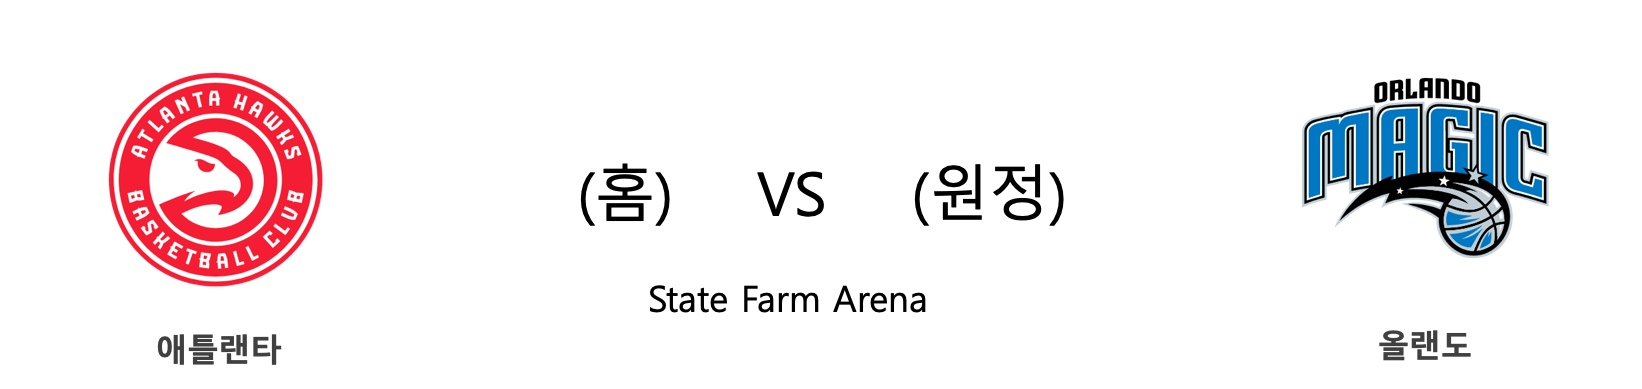 ATLANTA HAWKS
BASKETBALL CLUB
ORLANDO
MAGIC
(홈) VS (원정)
State Farm Arena
애틀랜타
올랜도